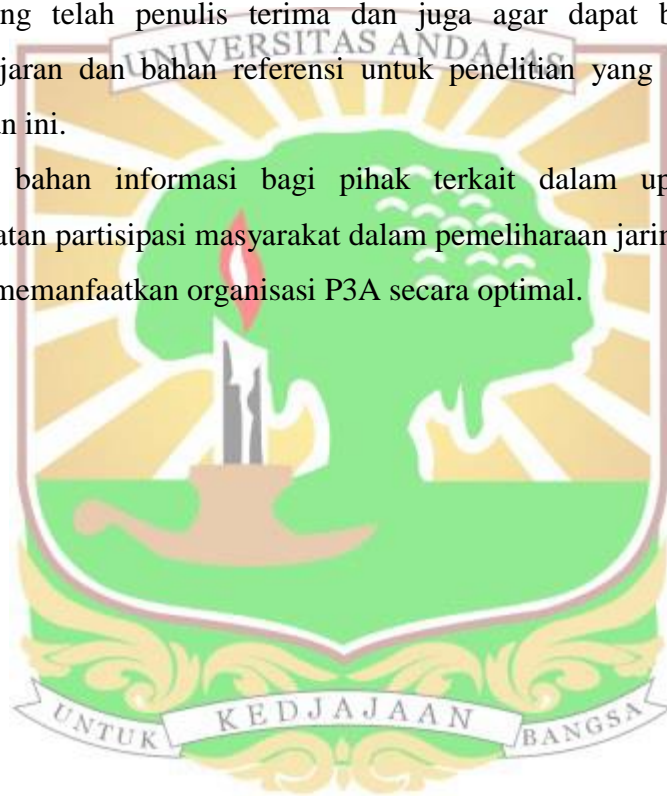 ng telah penulis terima dan juga agar dapat b
UNIVERSITAS ANDALAS
jaran dan bahan referensi untuk penelitian yang
n ini.
bahan informasi bagi pihak terkait dalam up
atan partisipasi masyarakat dalam pemeliharaan jarin
memanfaatkan organisasi P3A secara optimal.
UNTUK KEDJAJAAN BANGSA